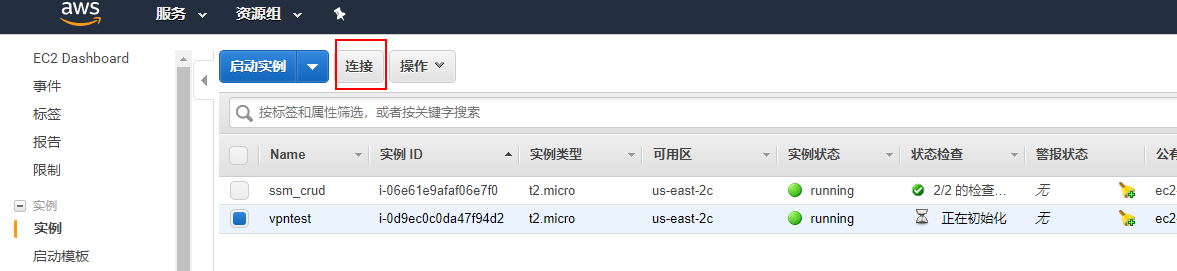 aws 服务 资源组
EC2 Dashboard
事件
标签
报告
限制
实例
实例
启动模板
启动实例 连接 操作
按标签和属性筛选，或者按关键字搜索
Name 实例 ID 实例类型 可用区 实例状态 状态检查 警报状态 公有
ssm_crud i-06e61e9afaf06e7f0 t2.micro us-east-2c running 2/2 的检查... 无 ec2-
vpntest i-0d9ec0c0da47f94d2 t2.micro us-east-2c running 正在初始化 无 ec2-